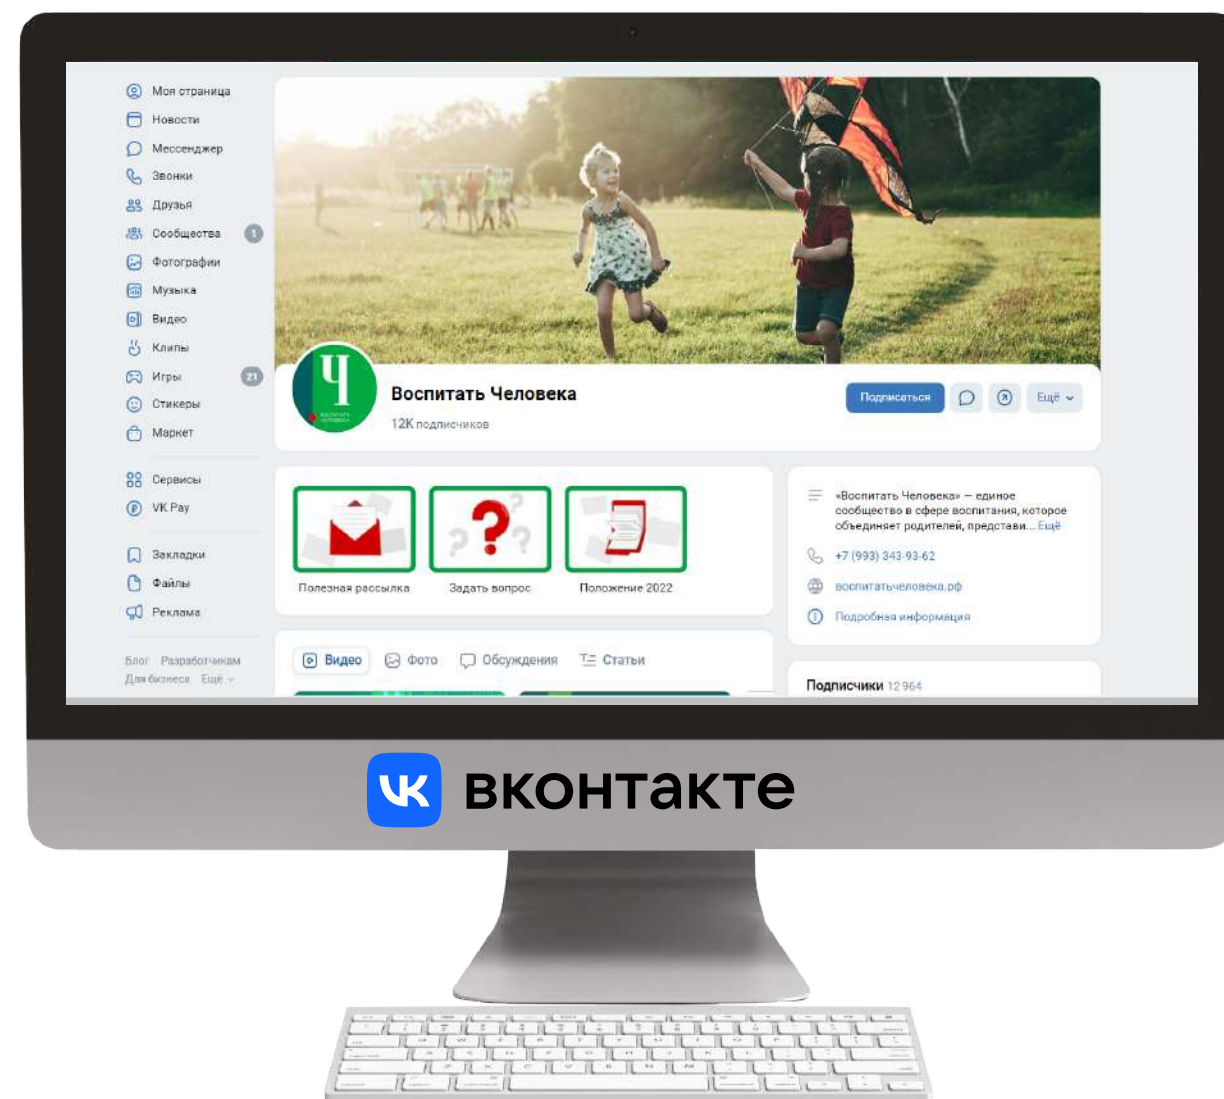 Моя страница
Новости
Мессенджер
Звонки
Друзья
Сообщества 1
Фотографии
Музыка
Видео
Клипы
Игры 21
Стикеры
Маркет
Сервисы
VK Pay
Закладки
Файлы
Реклама
Блог Разработчикам
Для бизнеса Ещё
Ч
ВОСПИТАТЬ
ЧЕЛОВЕКА
Воспитать Человека
12K подписчиков
Подписаться
Ещё
Полезная рассылка
Задать вопрос
Положение 2022
Видео Фото Обсуждения Статьи
«Воспитать Человека» — единое
сообщество в сфере воспитания, которое
объединяет родителей, представи... Ещё
+7 (993) 343-93-62
воспитатьчеловека.рф
Подробная информация
Подписчики 12 964
VK ВКОНТАКТЕ